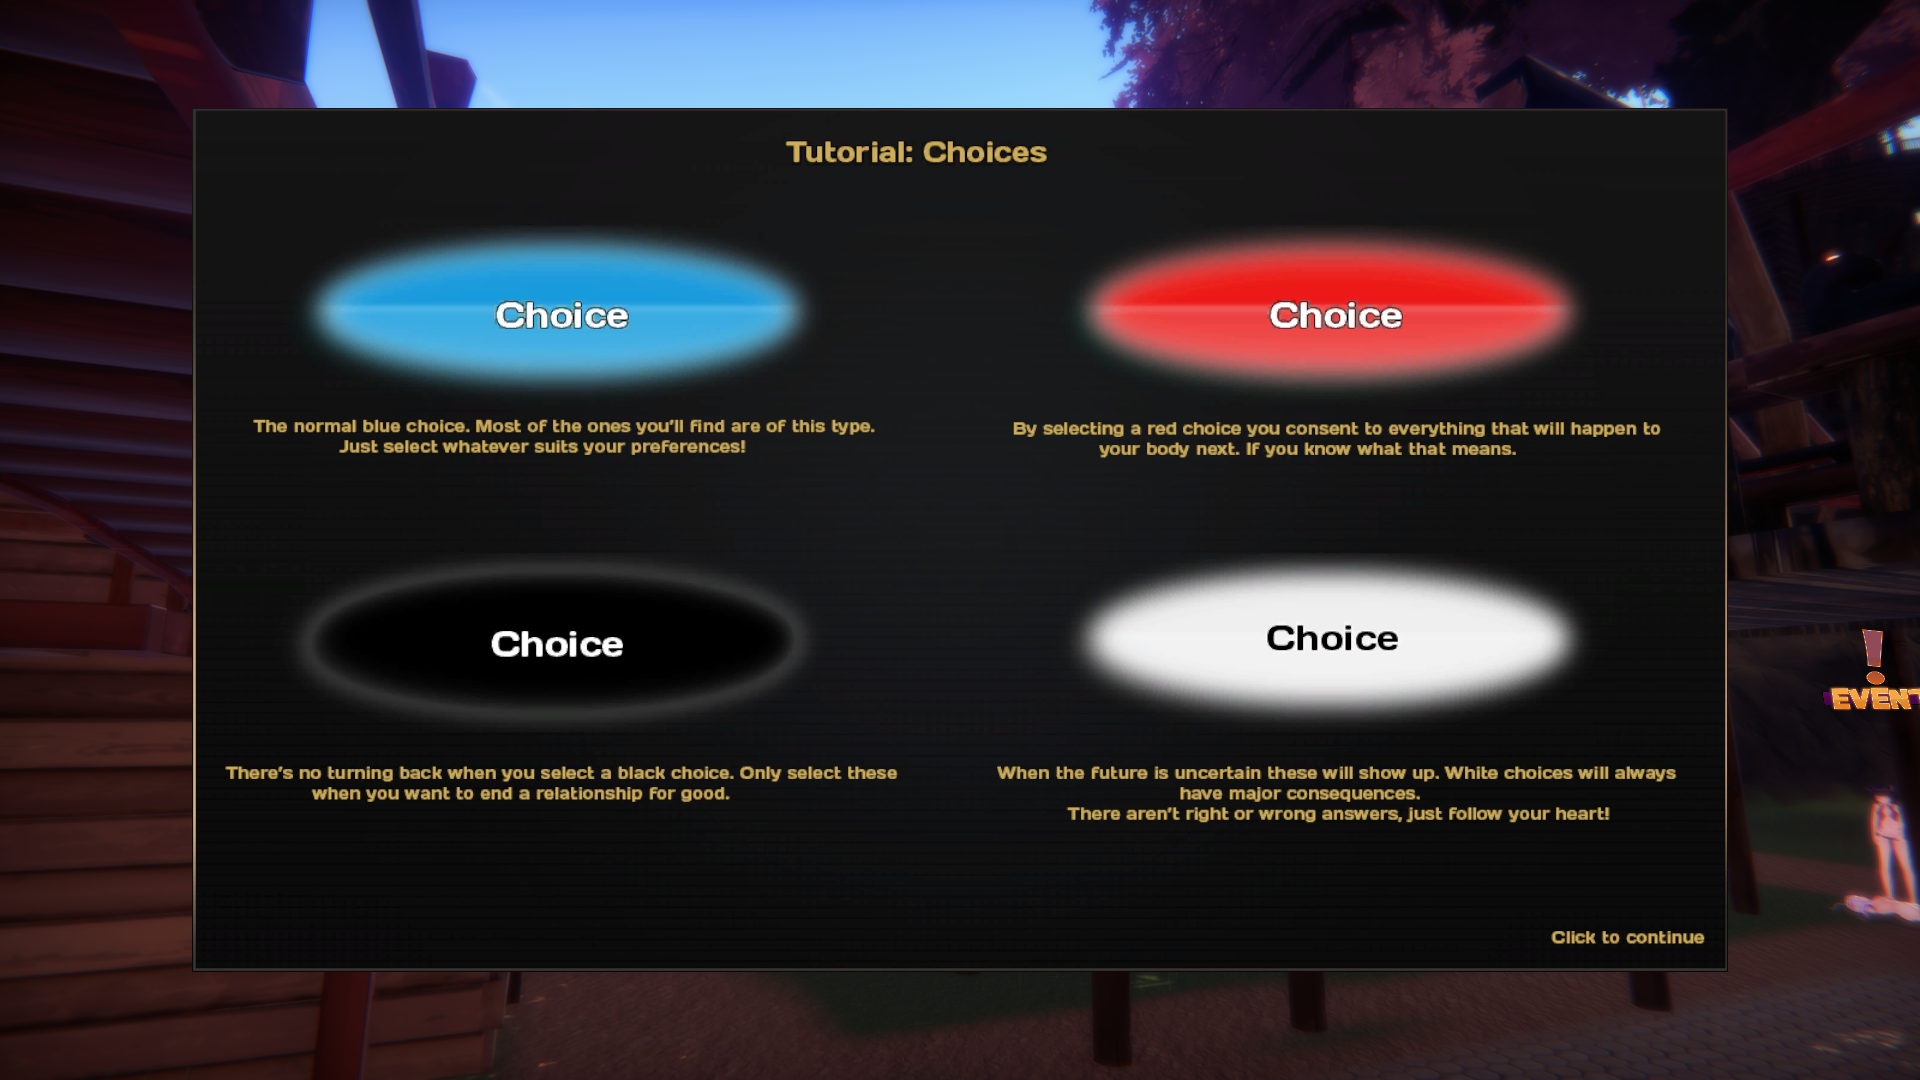 Tutorial: Choices
Choice
Choice
The normal blue choice. Most of the ones you'll find are of this type.
Just select whatever suits your preferences!
By selecting a red choice you consent to everything that will happen to
your body next. If you know what that means.
Choice
Choice
There's no turning back when you select a black choice. Only select these
when you want to end a relationship for good.
When the future is uncertain these will show up. White choices will always
have major consequences.
There aren't right or wrong answers, just follow your heart!
!
EVENT
Click to continue